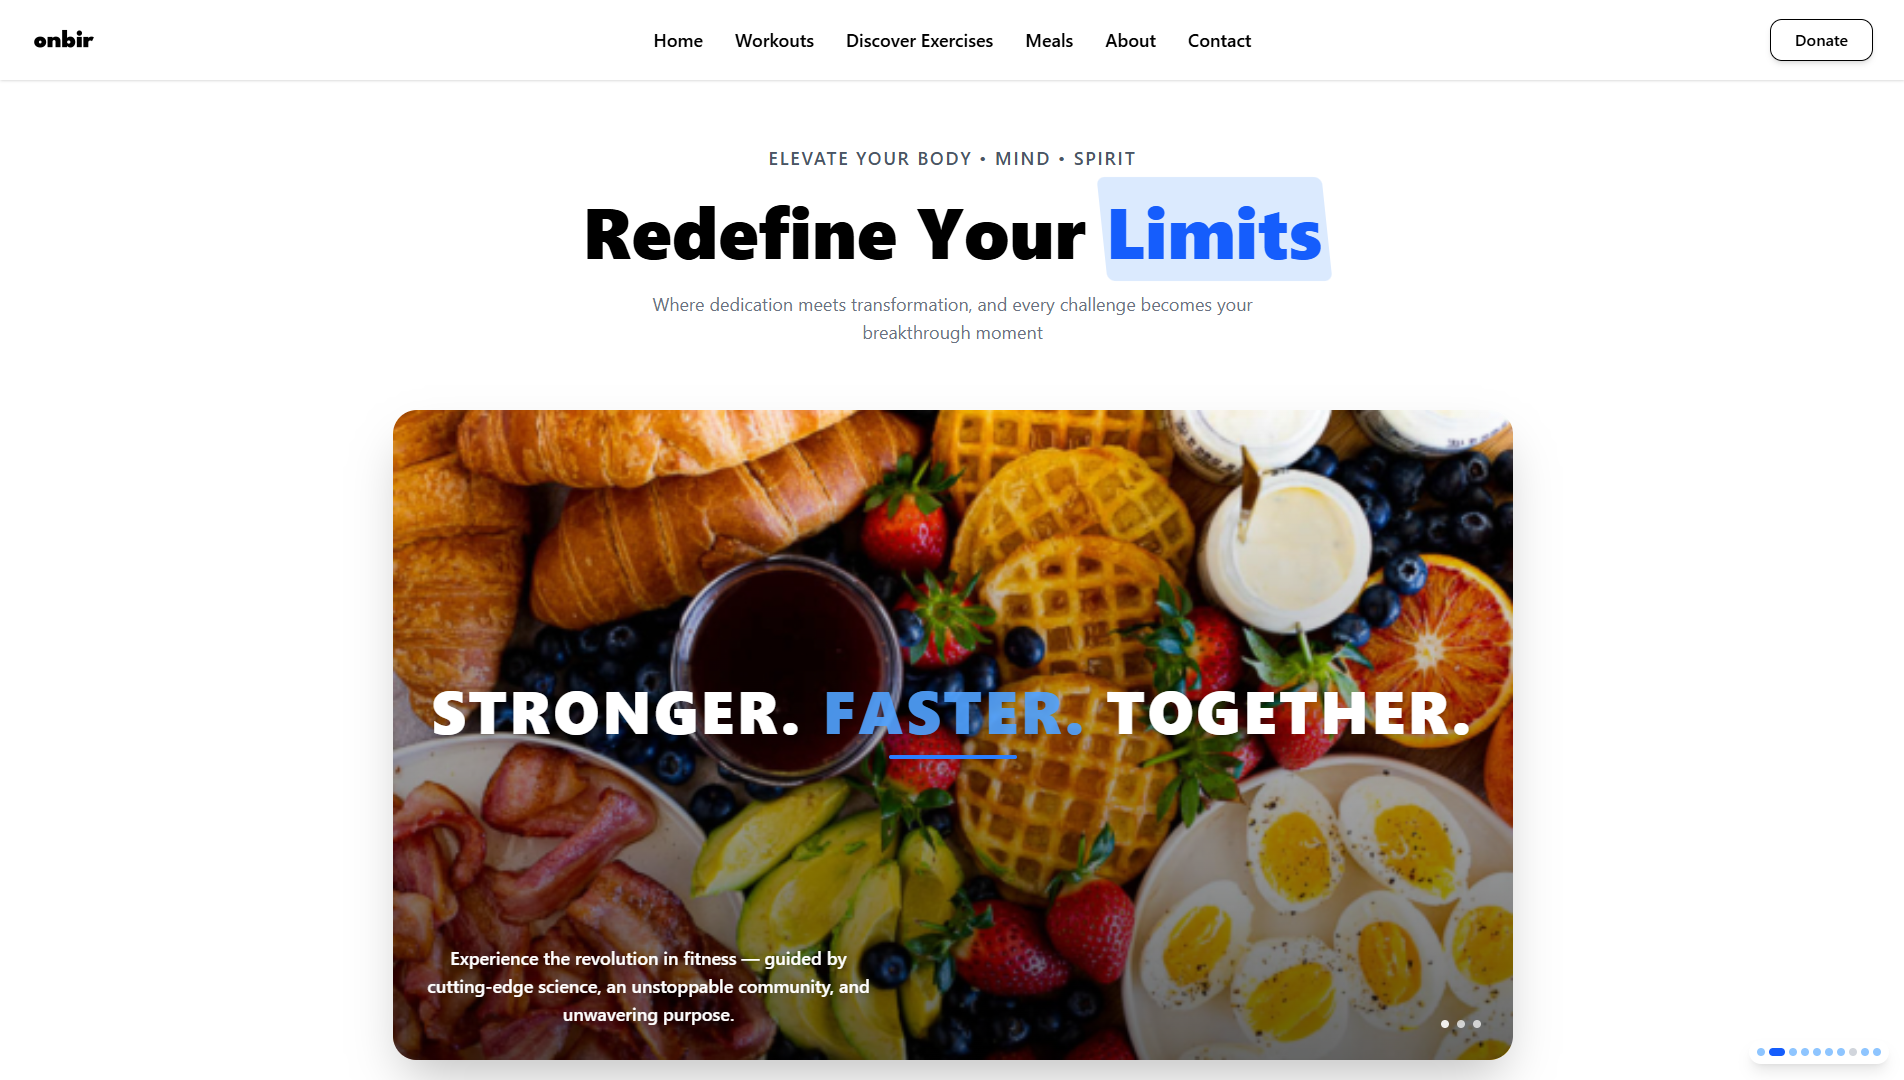 onbir
Home
Workouts
Discover Exercises
Meals
About
Contact
Donate
ELEVATE YOUR BODY • MIND • SPIRIT
Redefine Your Limits
Where dedication meets transformation, and every challenge becomes your
breakthrough moment
STRONGER. FASTER. TOGETHER.
Experience the revolution in fitness — guided by
cutting-edge science, an unstoppable community, and
unwavering purpose.